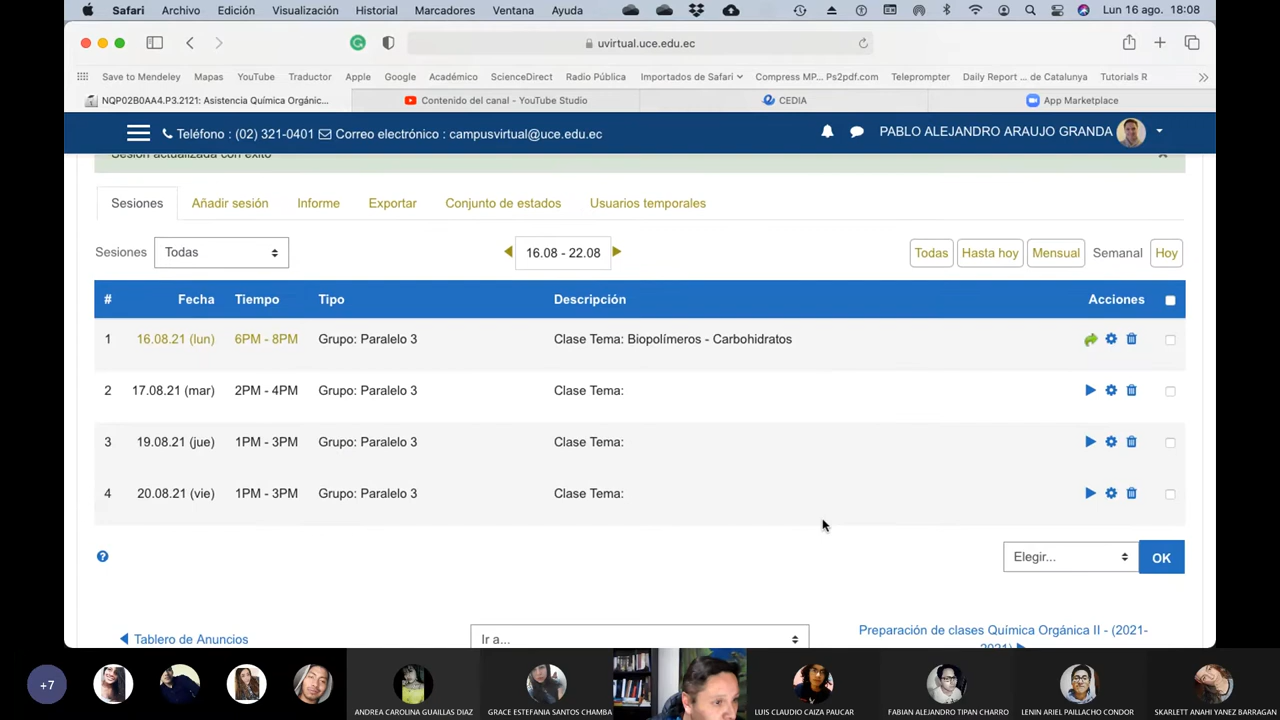 Safari Archivo Edición Visualización Historial Marcadores Ventana Ayuda Lun 16 ago. 18:08
uvirtual.uce.edu.ec
Save to Mendeley Mapas YouTube Traductor Apple Google Académico ScienceDirect Radio Pública Importados de Safari Compress MP... Ps2pdf.com Teleprompter Daily Report ... de Catalunya Tutorials R
NQP02B0AA4.P3.2121: Asistencia Química Orgánic... Contenido del canal - YouTube Studio CEDIA App Marketplace
Teléfono : (02) 321-0401 Correo electrónico : campusvirtual@uce.edu.ec PABLO ALEJANDRO ARAUJO GRANDA
Sesión actualizada con éxito
Sesiones Añadir sesión Informe Exportar Conjunto de estados Usuarios temporales
Sesiones Todas 16.08 - 22.08 Todas Hasta hoy Mensual Semanal Hoy
# Fecha Tiempo Tipo Descripción Acciones
1 16.08.21 (lun) 6PM - 8PM Grupo: Paralelo 3 Clase Tema: Biopolímeros - Carbohidratos
2 17.08.21 (mar) 2PM - 4PM Grupo: Paralelo 3 Clase Tema:
3 19.08.21 (jue) 1PM - 3PM Grupo: Paralelo 3 Clase Tema:
4 20.08.21 (vie) 1PM - 3PM Grupo: Paralelo 3 Clase Tema:
? Elegir... OK
Tablero de Anuncios Ir a... Preparación de clases Química Orgánica II - (2021-
2021)
+7 ANDREA CAROLINA GUAILLAS DIAZ GRACE ESTEFANIA SANTOS CHAMBA LUIS CLAUDIO CAIZA PAUCAR FABIAN ALEJANDRO TIPAN CHARRO LENIN ARIEL PAILLACHO CONDOR SKARLETT ANAHI YANEZ BARRAGAN